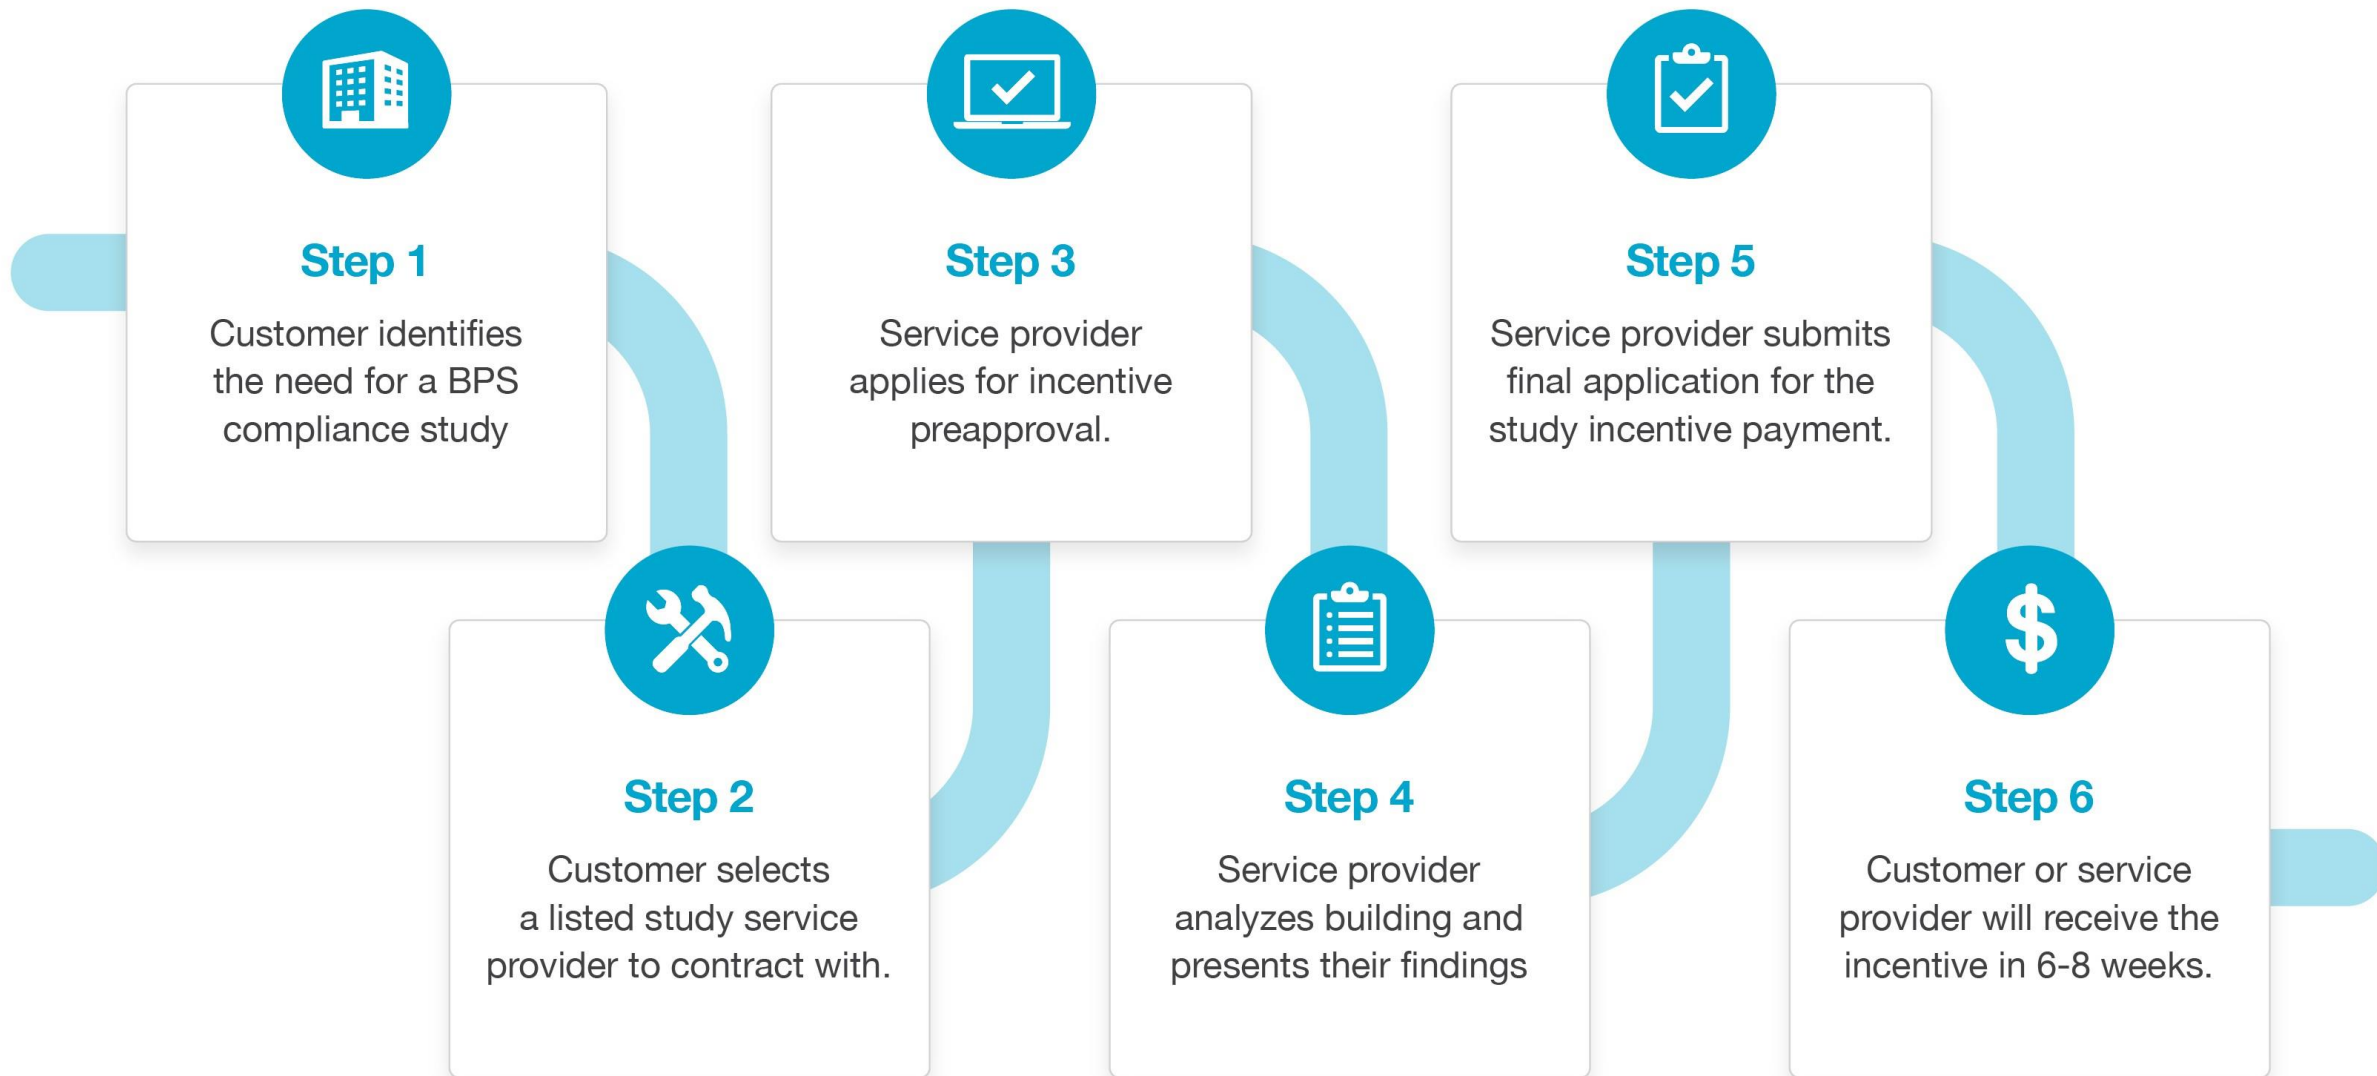 Step 1
Customer identifies
the need for a BPS
compliance study
Step 2
Customer selects
a listed study service
provider to contract with.
Step 3
Service provider
applies for incentive
preapproval.
Step 4
Service provider
analyzes building and
presents their findings
Step 5
Service provider submits
final application for the
study incentive payment.
Step 6
Customer or service
provider will receive the
incentive in 6-8 weeks.